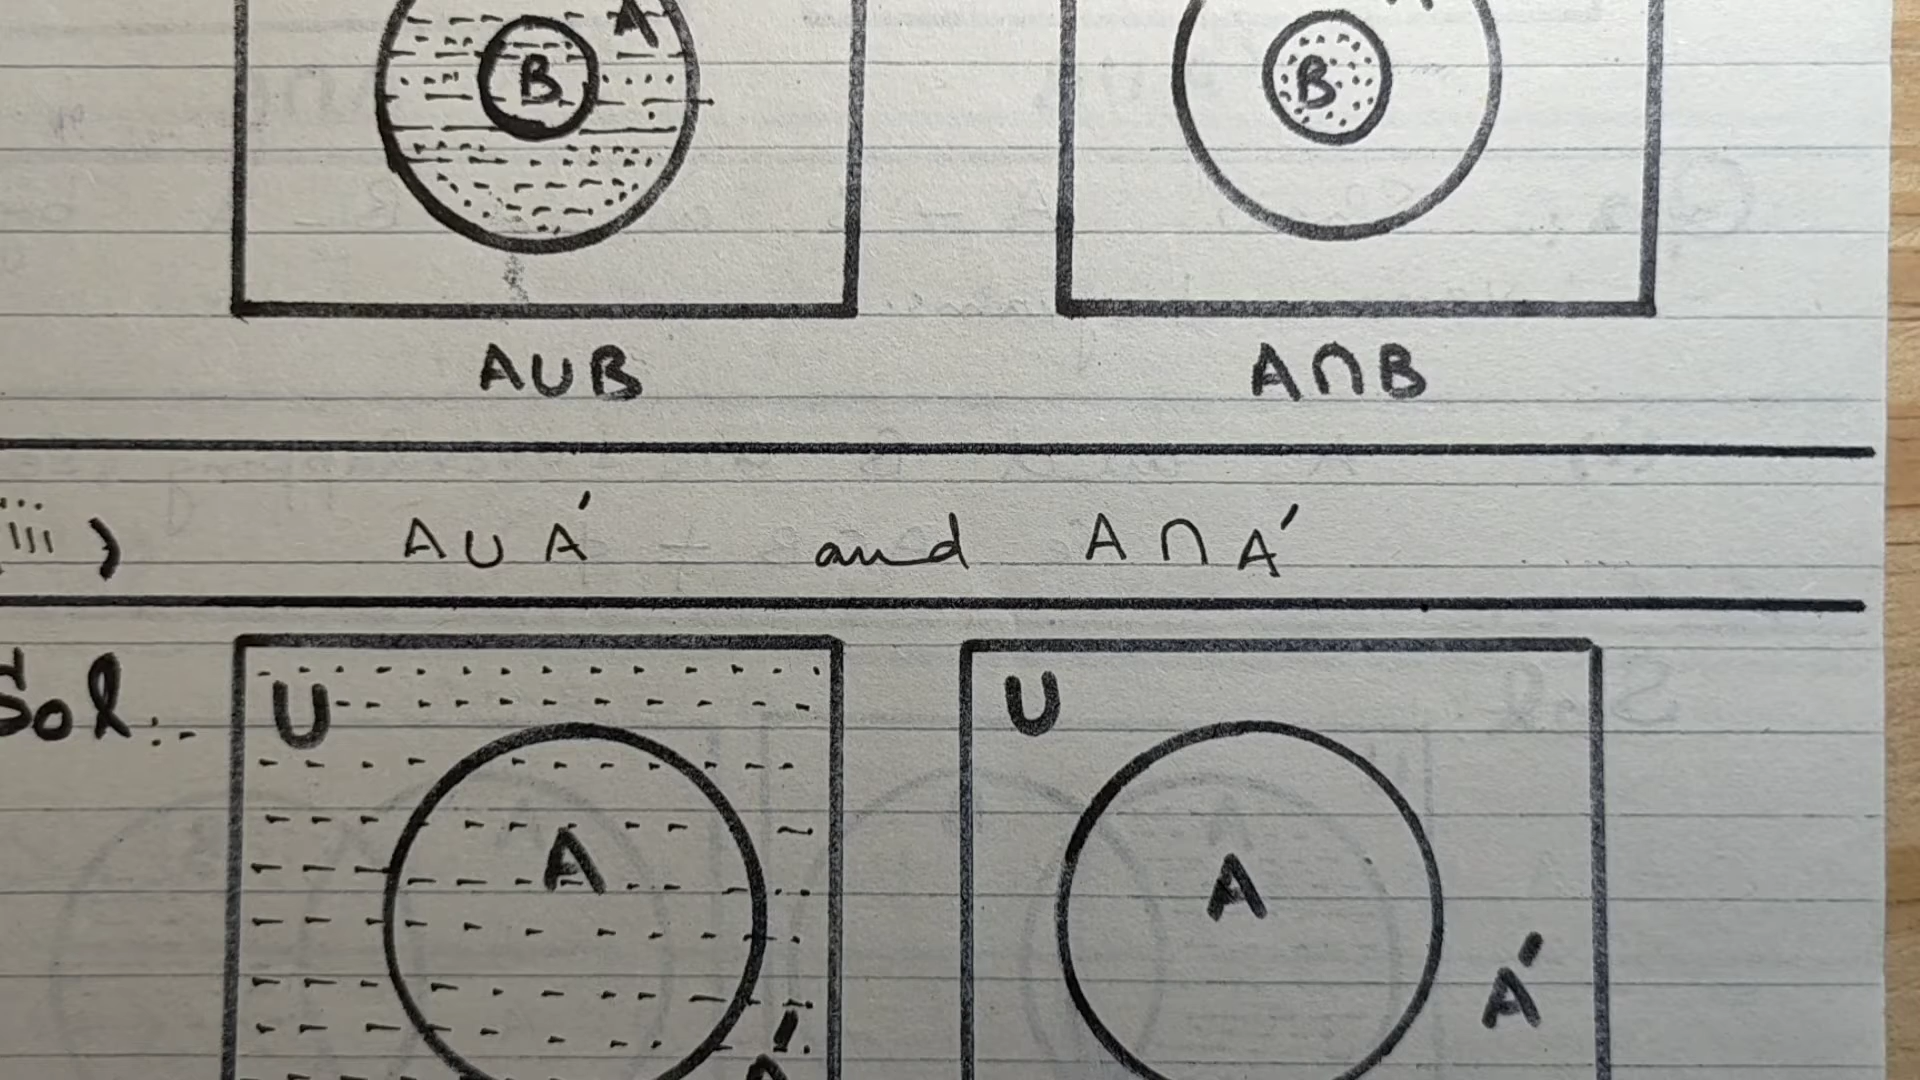 A
B
B
A∪B
A∩B
(iii) A∪A' and A∩A'
Sol:-
U
A
A'
U
A
A'